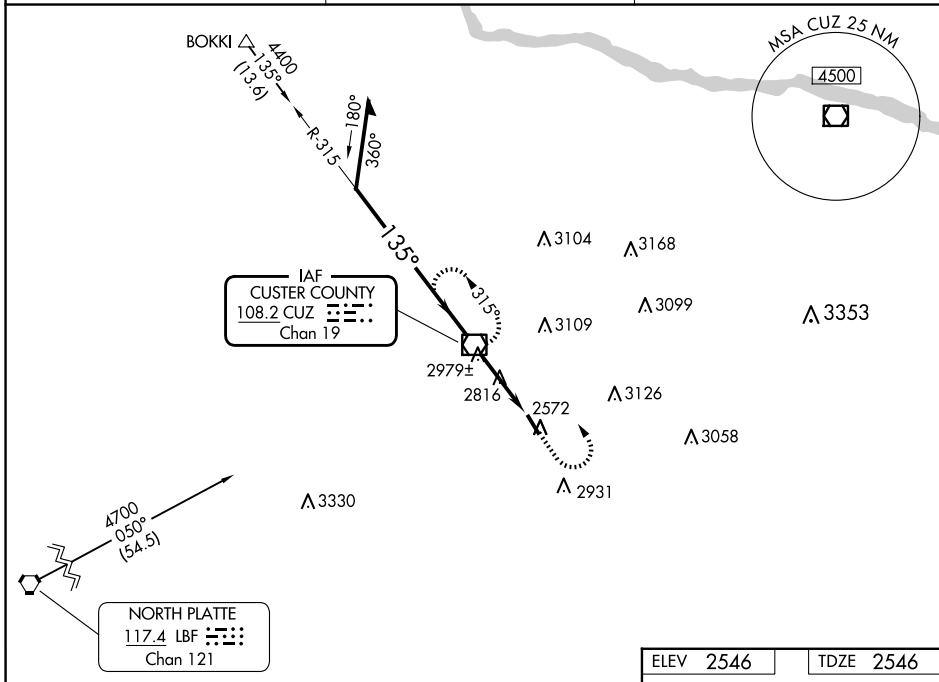 BOKKI
4400
135°
(13.6)
R-315
180°
360°
135°
MSA CUZ 25 NM
4500
3104
3168
IAF
CUSTER COUNTY
108.2 CUZ
Chan 19
315°
3099
3109
3353
2979±
2816
3126
2572
3058
2931
3330
4700
050°
(54.5)
NORTH PLATTE
117.4 LBF
Chan 121
ELEV 2546
TDZE 2546